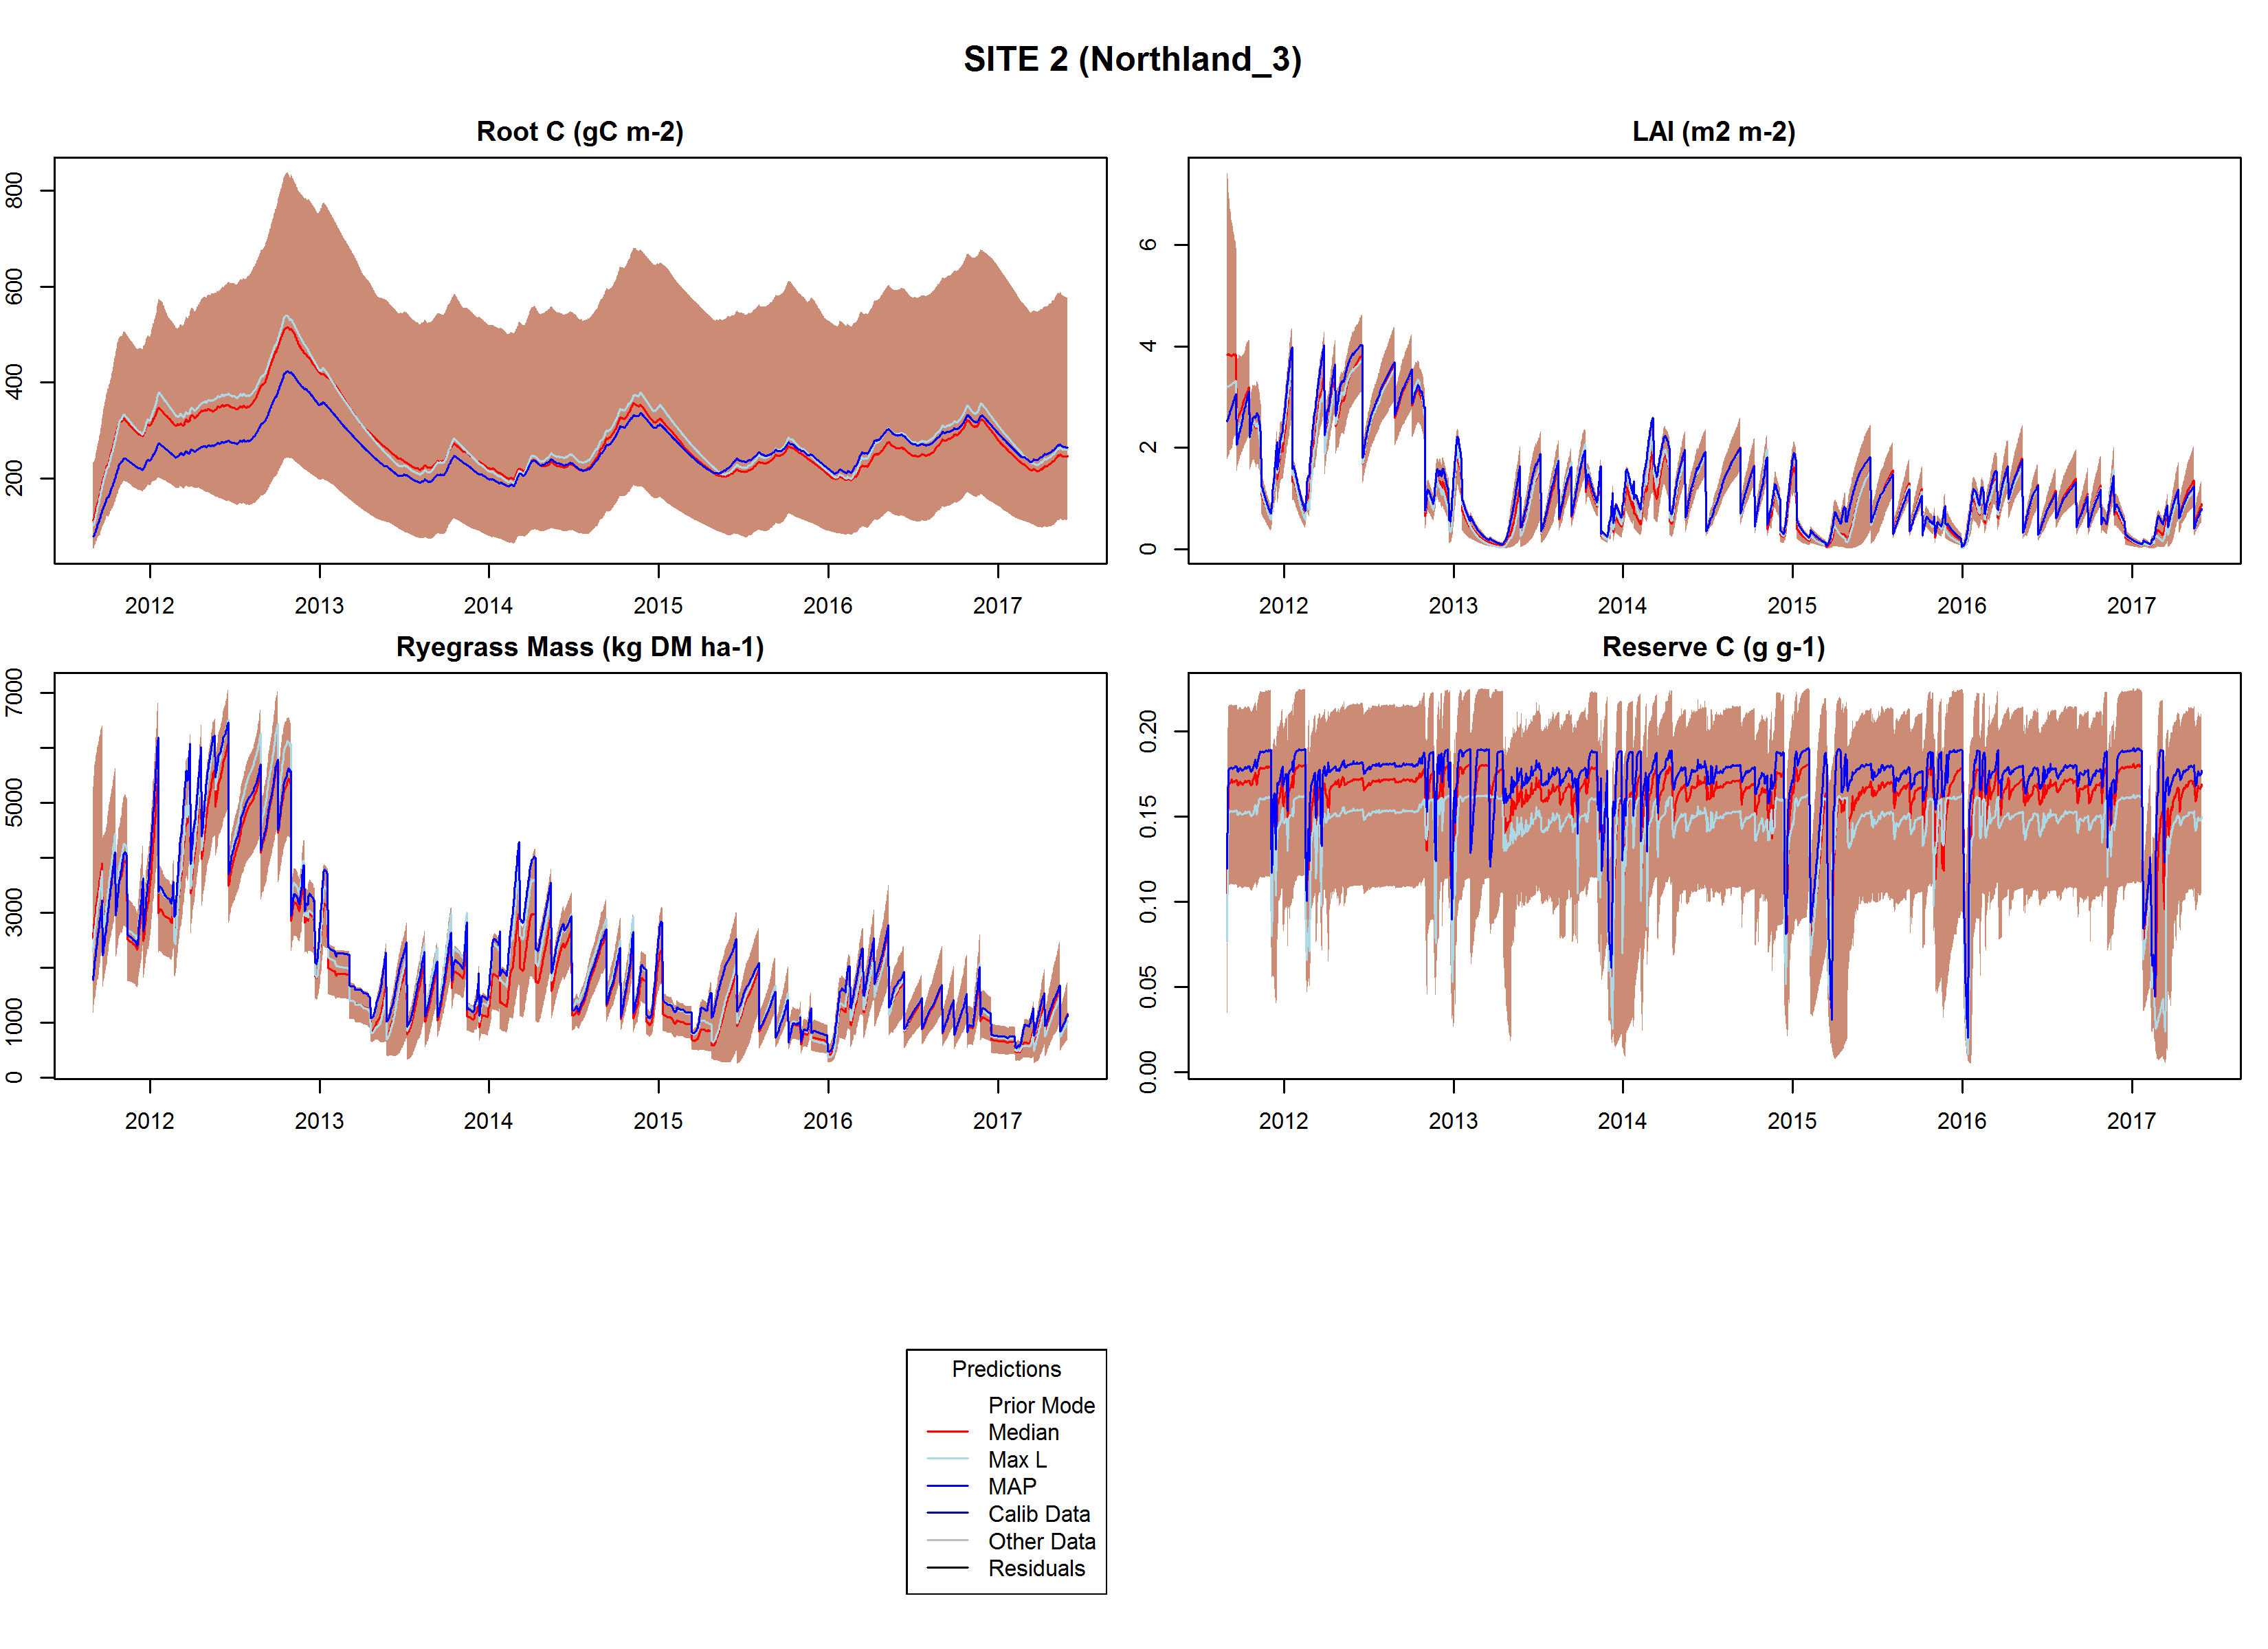 SITE 2 (Northland_3)
Root C (gC m-2)
800
600
400
200
2012 2013 2014 2015 2016 2017
LAI (m2 m-2)
6
4
2
0
2012 2013 2014 2015 2016 2017
Ryegrass Mass (kg DM ha-1)
7000
5000
3000
1000
0
2012 2013 2014 2015 2016 2017
Reserve C (g g-1)
0.20
0.15
0.10
0.05
0.00
2012 2013 2014 2015 2016 2017
Predictions
Prior Mode
Median
Max L
MAP
Calib Data
Other Data
Residuals